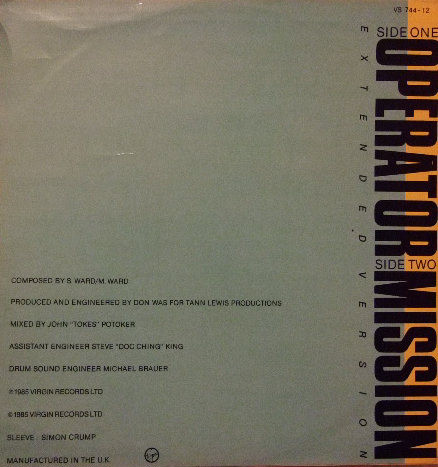 VS 744-12
SIDE ONE
OPERATOR
SIDE TWO
MISSION
EXTENDED VERSION
COMPOSED BY S. WARD/M. WARD
PRODUCED AND ENGINEERED BY DON WAS FOR TANN LEWIS PRODUCTIONS
MIXED BY JOHN "TOKES" POTOKER
ASSISTANT ENGINEER STEVE "DOC CHING" KING
DRUM SOUND ENGINEER MICHAEL BRAUER
℗ 1985 VIRGIN RECORDS LTD
© 1985 VIRGIN RECORDS LTD
SLEEVE : SIMON CRUMP
MANUFACTURED IN THE U.K.
Virgin